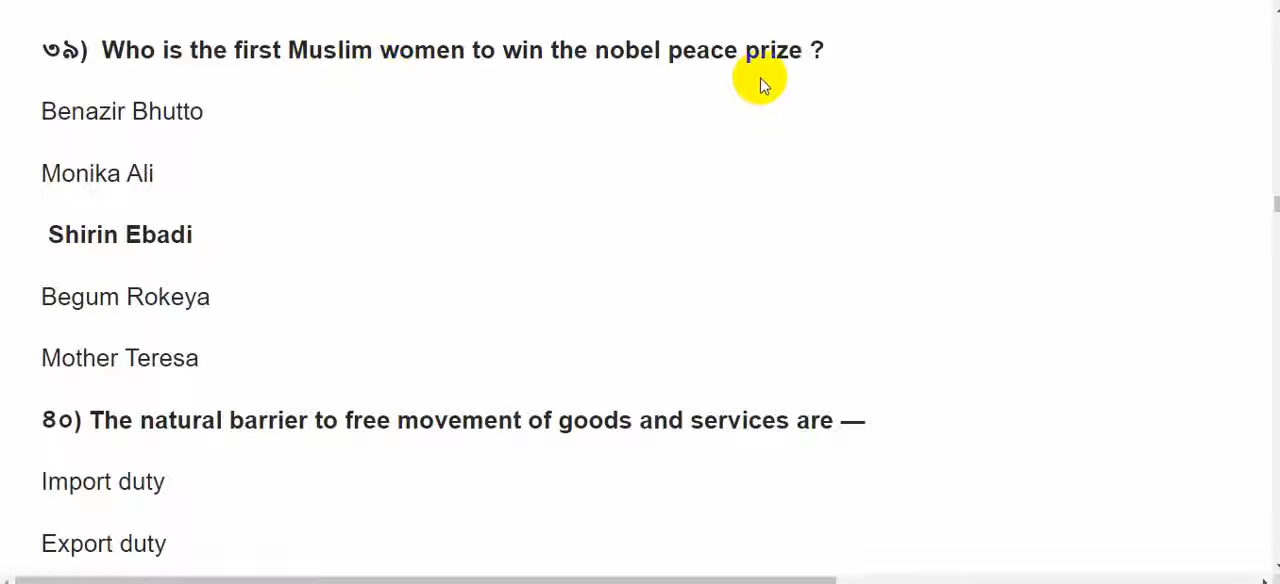 ৩৯) Who is the first Muslim women to win the nobel peace prize ?
Benazir Bhutto
Monika Ali
Shirin Ebadi
Begum Rokeya
Mother Teresa
৪০) The natural barrier to free movement of goods and services are —
Import duty
Export duty